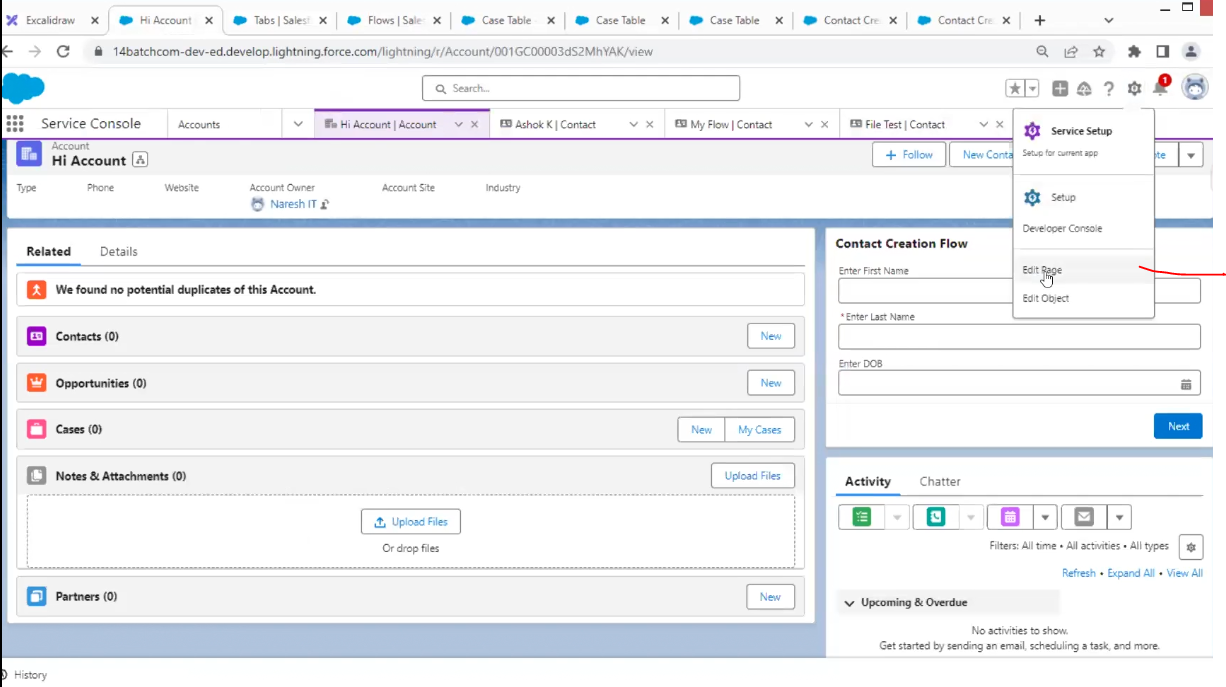 Excalidraw
Hi Account
Tabs | Salesf
Flows | Sale
Case Table
Case Table
Case Table
Contact Cre
Contact Cre
14batchcom-dev-ed.develop.lightning.force.com/lightning/r/Account/001GC00003dS2MhYAK/view
Search...
1
Service Console
Accounts
Hi Account | Account
Ashok K | Contact
My Flow | Contact
File Test | Contact
Service Setup
Setup for current app
Setup
Developer Console
Edit Page
Edit Object
Account
Hi Account
Follow
New Conta
ote
Type
Phone
Website
Account Owner
Account Site
Industry
Naresh IT
Related
Details
We found no potential duplicates of this Account.
Contacts (0)
New
Opportunities (0)
New
Cases (0)
New
My Cases
Notes & Attachments (0)
Upload Files
Upload Files
Or drop files
Partners (0)
New
Contact Creation Flow
Enter First Name
*Enter Last Name
Enter DOB
Next
Activity
Chatter
Filters: All time • All activities • All types
Refresh • Expand All • View All
Upcoming & Overdue
No activities to show.
Get started by sending an email, scheduling a task, and more.
History